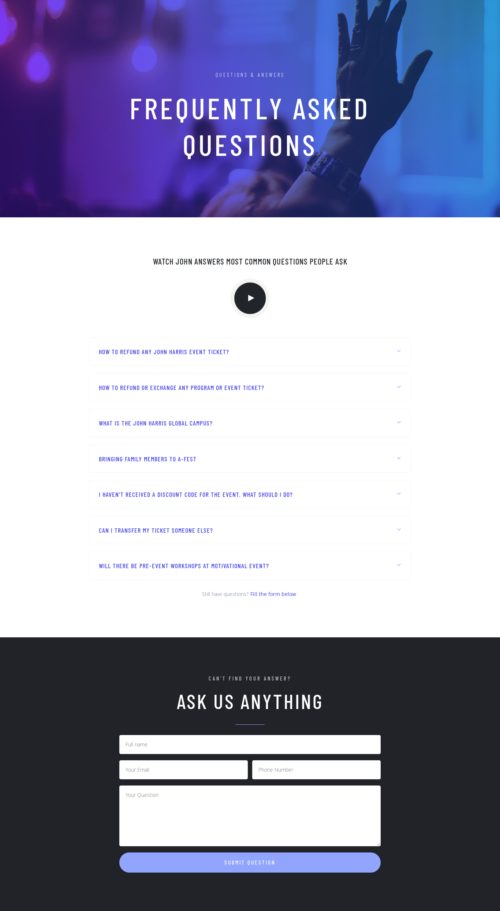 QUESTIONS & ANSWERS
FREQUENTLY ASKED
QUESTIONS
WATCH JOHN ANSWERS MOST COMMON QUESTIONS PEOPLE ASK
HOW TO REFUND ANY JOHN HARRIS EVENT TICKET?
HOW TO REFUND OR EXCHANGE ANY PROGRAM OR EVENT TICKET?
WHAT IS THE JOHN HARRIS GLOBAL CAMPUS?
BRINGING FAMILY MEMBERS TO A-FEST
I HAVEN'T RECEIVED A DISCOUNT CODE FOR THE EVENT. WHAT SHOULD I DO?
CAN I TRANSFER MY TICKET SOMEONE ELSE?
WILL THERE BE PRE-EVENT WORKSHOPS AT MOTIVATIONAL EVENT?
Still have questions? Fill the form below
CAN'T FIND YOUR ANSWER?
ASK US ANYTHING
Full name
Your Email Phone Number
Your Question
SUBMIT QUESTION